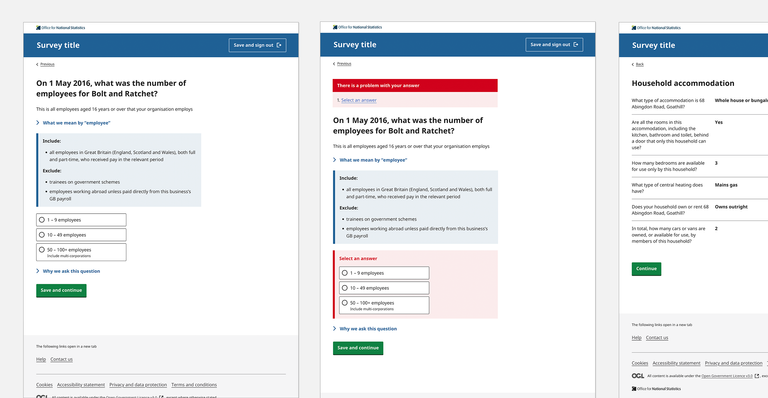 Office for National Statistics
Survey title
Save and sign out
Previous
On 1 May 2016, what was the number of
employees for Bolt and Ratchet?
This is all employees aged 16 years or over that your organisation employs
What we mean by "employee"
Include:
all employees in Great Britain (England, Scotland and Wales), both full
and part-time, who received pay in the relevant period
Exclude:
trainees on government schemes
employees working abroad unless paid directly from this business's
GB payroll
1 – 9 employees
10 – 49 employees
50 – 100+ employees
Include multi-corporations
Why we ask this question
Save and continue
The following links open in a new tab
Help Contact us
Cookies Accessibility statement Privacy and data protection Terms and conditions
OGL All content is available under the Open Government Licence v3.0, except where otherwise stated
Office for National Statistics
Survey title
Save and sign out
Previous
There is a problem with your answer
1. Select an answer
On 1 May 2016, what was the number of
employees for Bolt and Ratchet?
This is all employees aged 16 years or over that your organisation employs
What we mean by "employee"
Include:
all employees in Great Britain (England, Scotland and Wales), both full
and part-time, who received pay in the relevant period
Exclude:
trainees on government schemes
employees working abroad unless paid directly from this business's
GB payroll
Select an answer
1 – 9 employees
10 – 49 employees
50 – 100+ employees
Include multi-corporations
Why we ask this question
Save and continue
Office for National Statistics
Survey title
Back
Household accommodation
What type of accommodation is 68
Abingdon Road, Goathill?
Whole house or bungal
Are all the rooms in this
accommodation, including the
kitchen, bathroom and toilet, behind
a door that only this household can
use?
Yes
How many bedrooms are available
for use only by this household?
3
What type of central heating does
have?
Mains gas
Does your household own or rent 68
Abingdon Road, Goathill?
Owns outright
In total, how many cars or vans are
owned, or available for use, by
members of this household?
2
Continue
The following links open in a new tab
Help Contact us
Cookies Accessibility statement Privacy and data protection
OGL All content is available under the Open Government Licence v3.0
Office for National Statistics